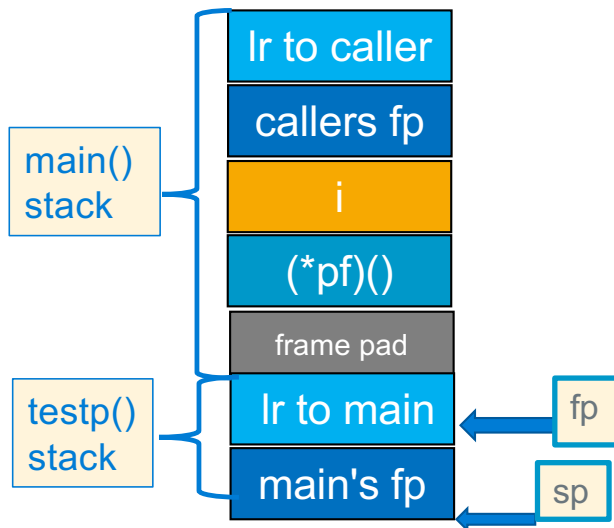 lr to caller
callers fp
main()
stack
i
(*pf)()
frame pad
testp()
stack
lr to main
fp
main's fp
sp